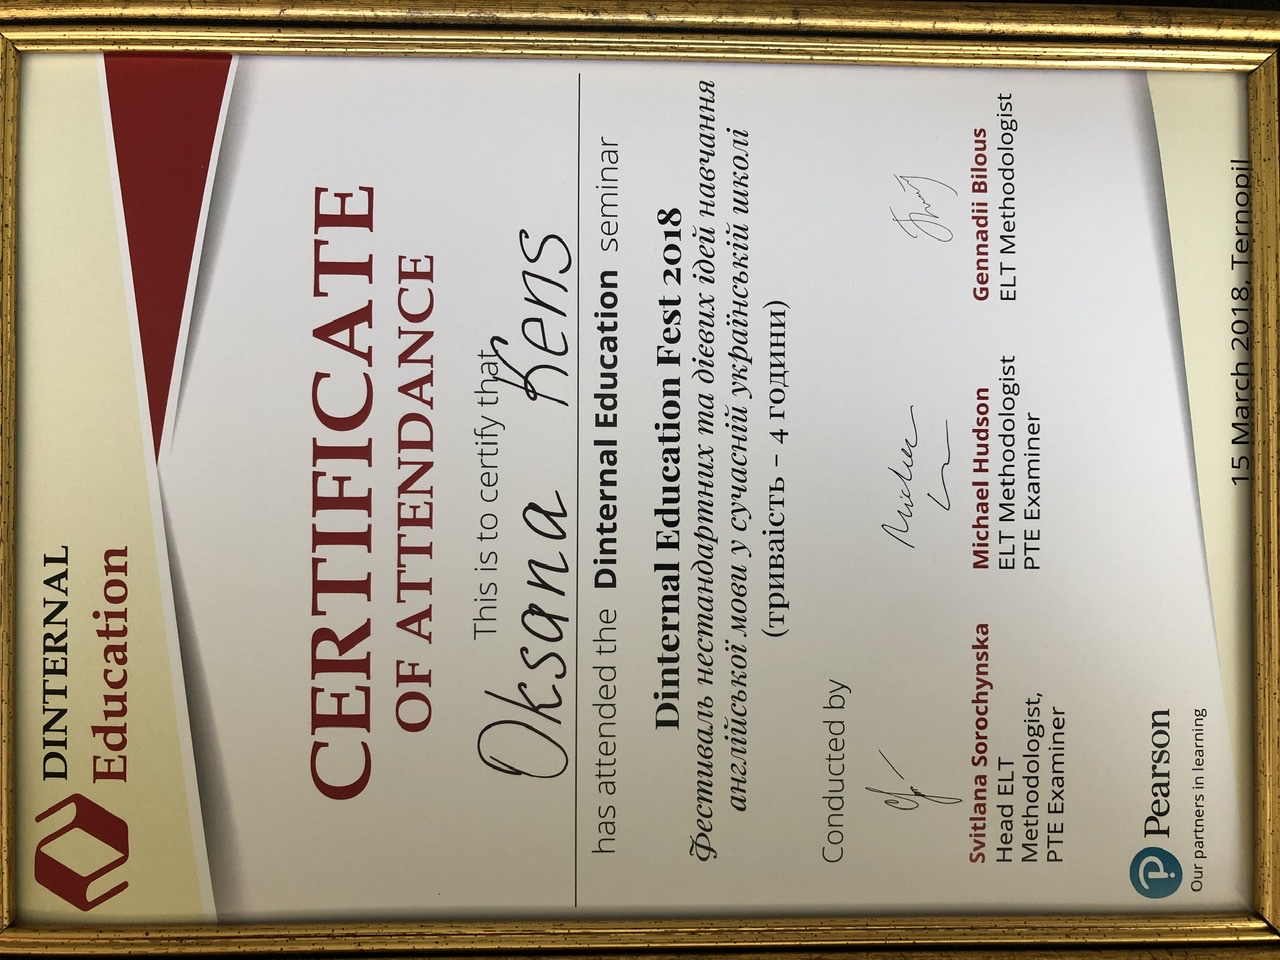 DINTERNAL
Education
CERTIFICATE
OF ATTENDANCE
This is to certify that
Oksana Kens
has attended the Dinternal Education seminar
Dinternal Education Fest 2018
Фестиваль нестандартних та дієвих ідей навчання
англійської мови у сучасній українській школі
(триваість – 4 години)
Conducted by
Svitlana Sorochynska
Head ELT
Methodologist,
PTE Examiner
Michael Hudson
ELT Methodologist
PTE Examiner
Gennadii Bilous
ELT Methodologist
Pearson
Our partners in learning
15 March 2018, Ternopil